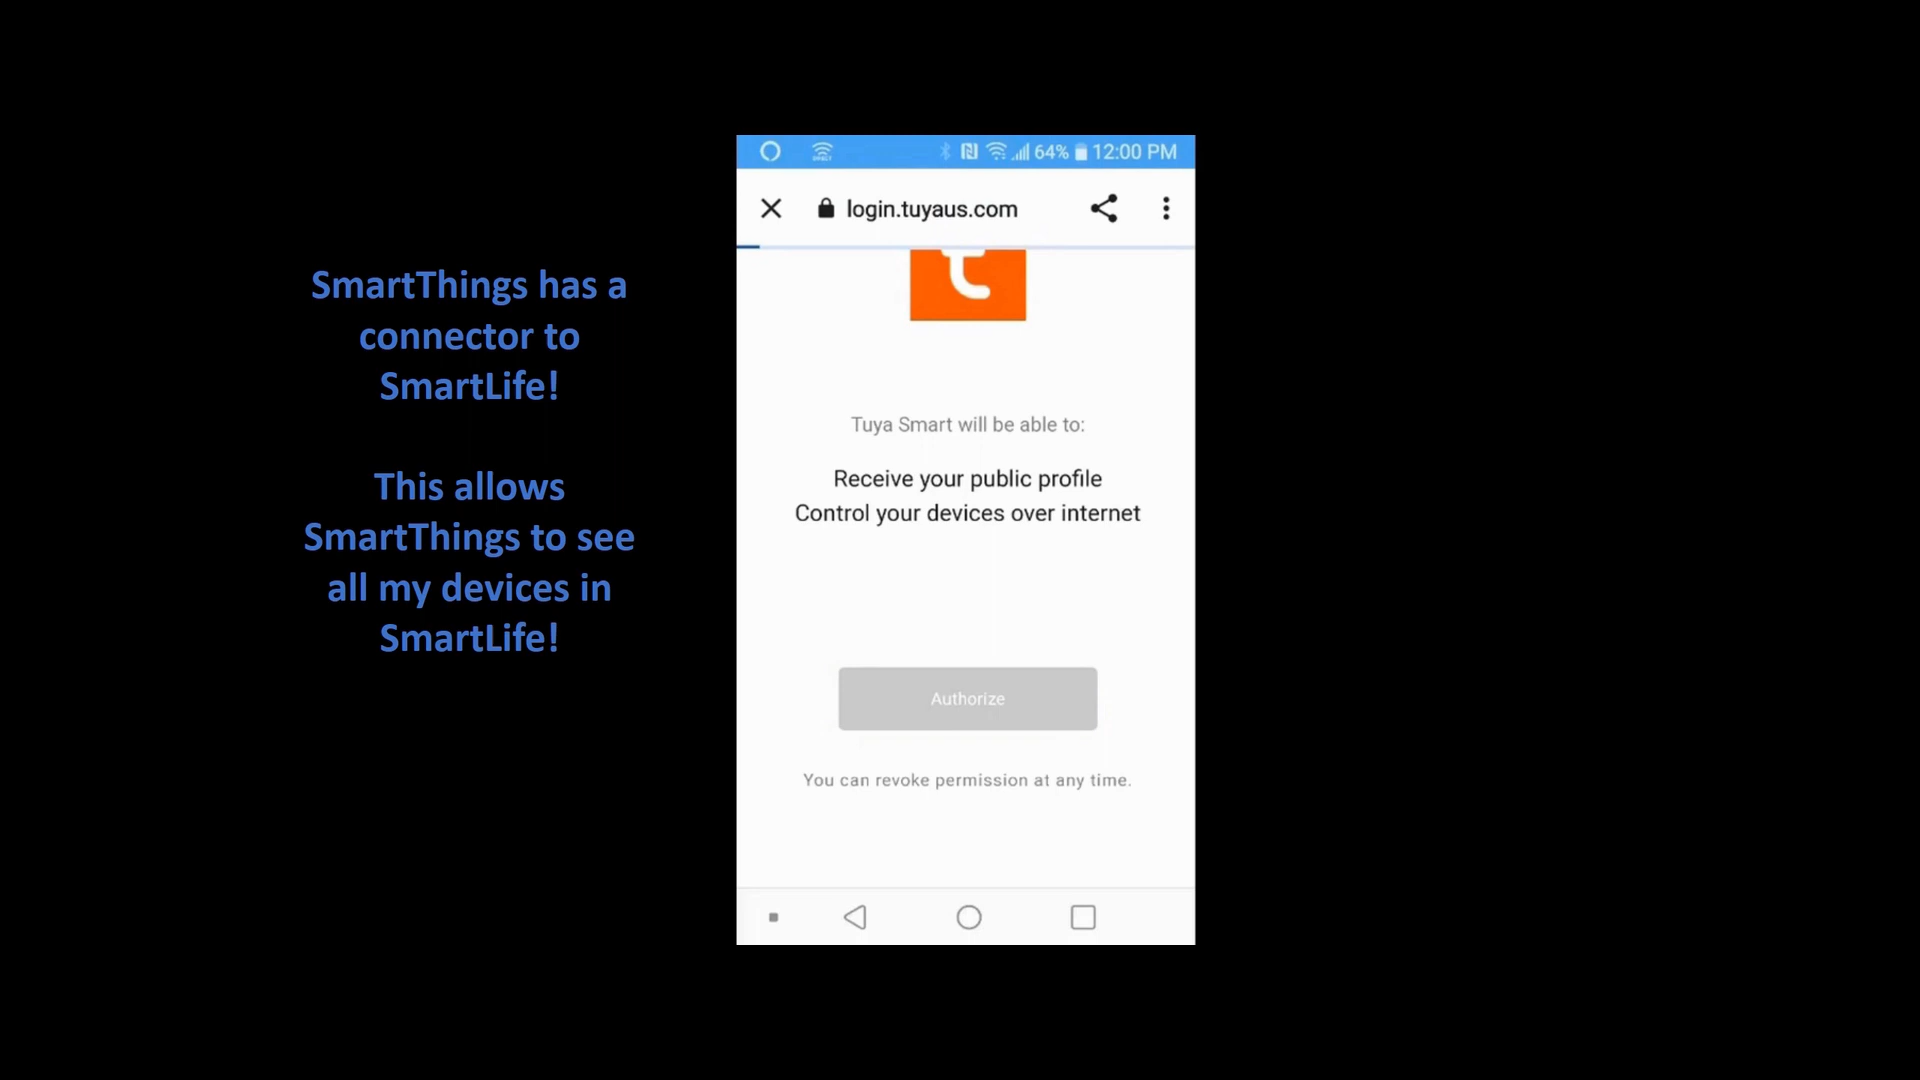 SmartThings has a
connector to
SmartLife!
This allows
SmartThings to see
all my devices in
SmartLife!
64% 12:00 PM
login.tuyaus.com
Tuya Smart will be able to:
Receive your public profile
Control your devices over internet
Authorize
You can revoke permission at any time.